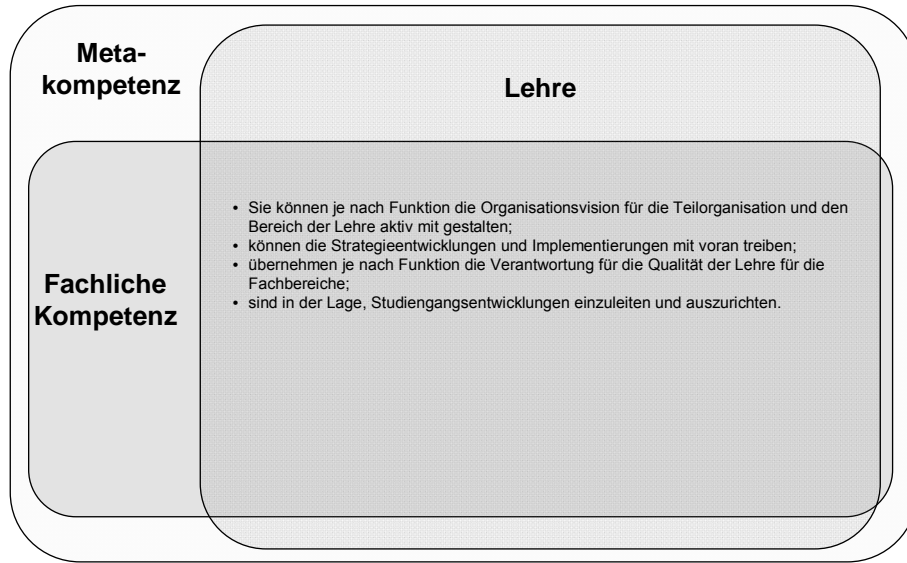 Meta-
kompetenz
Lehre
• Sie können je nach Funktion die Organisationsvision für die Teilorganisation und den
Bereich der Lehre aktiv mit gestalten;
• können die Strategieentwicklungen und Implementierungen mit voran treiben;
• übernehmen je nach Funktion die Verantwortung für die Qualität der Lehre für die
Fachbereiche;
• sind in der Lage, Studiengangsentwicklungen einzuleiten und auszurichten.
Fachliche
Kompetenz